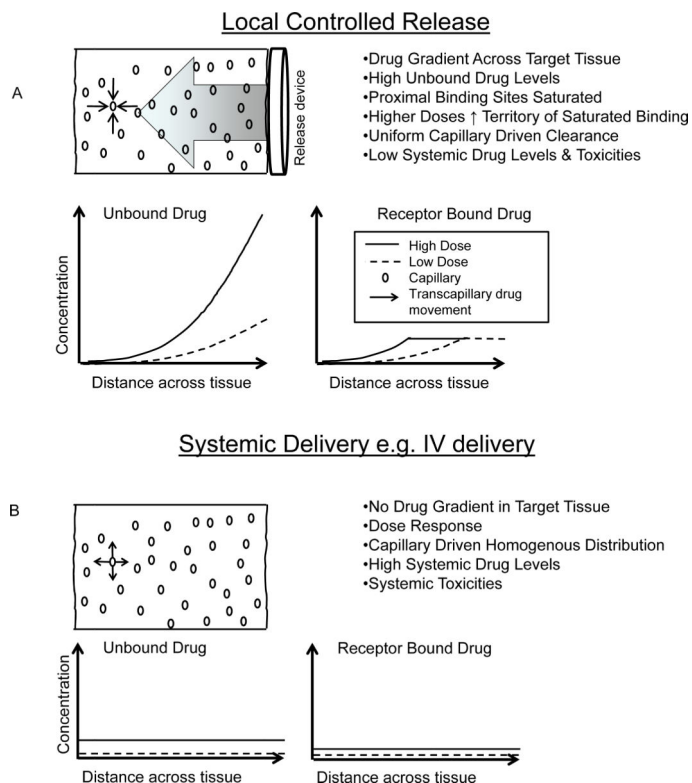 Local Controlled Release
A
Release device
•Drug Gradient Across Target Tissue
•High Unbound Drug Levels
•Proximal Binding Sites Saturated
•Higher Doses ↑ Territory of Saturated Binding
•Uniform Capillary Driven Clearance
•Low Systemic Drug Levels & Toxicities
Unbound Drug
Concentration
Distance across tissue
Receptor Bound Drug
High Dose
Low Dose
Capillary
Transcapillary drug
movement
Distance across tissue
Systemic Delivery e.g. IV delivery
B
•No Drug Gradient in Target Tissue
•Dose Response
•Capillary Driven Homogenous Distribution
•High Systemic Drug Levels
•Systemic Toxicities
Unbound Drug
Concentration
Distance across tissue
Receptor Bound Drug
Distance across tissue